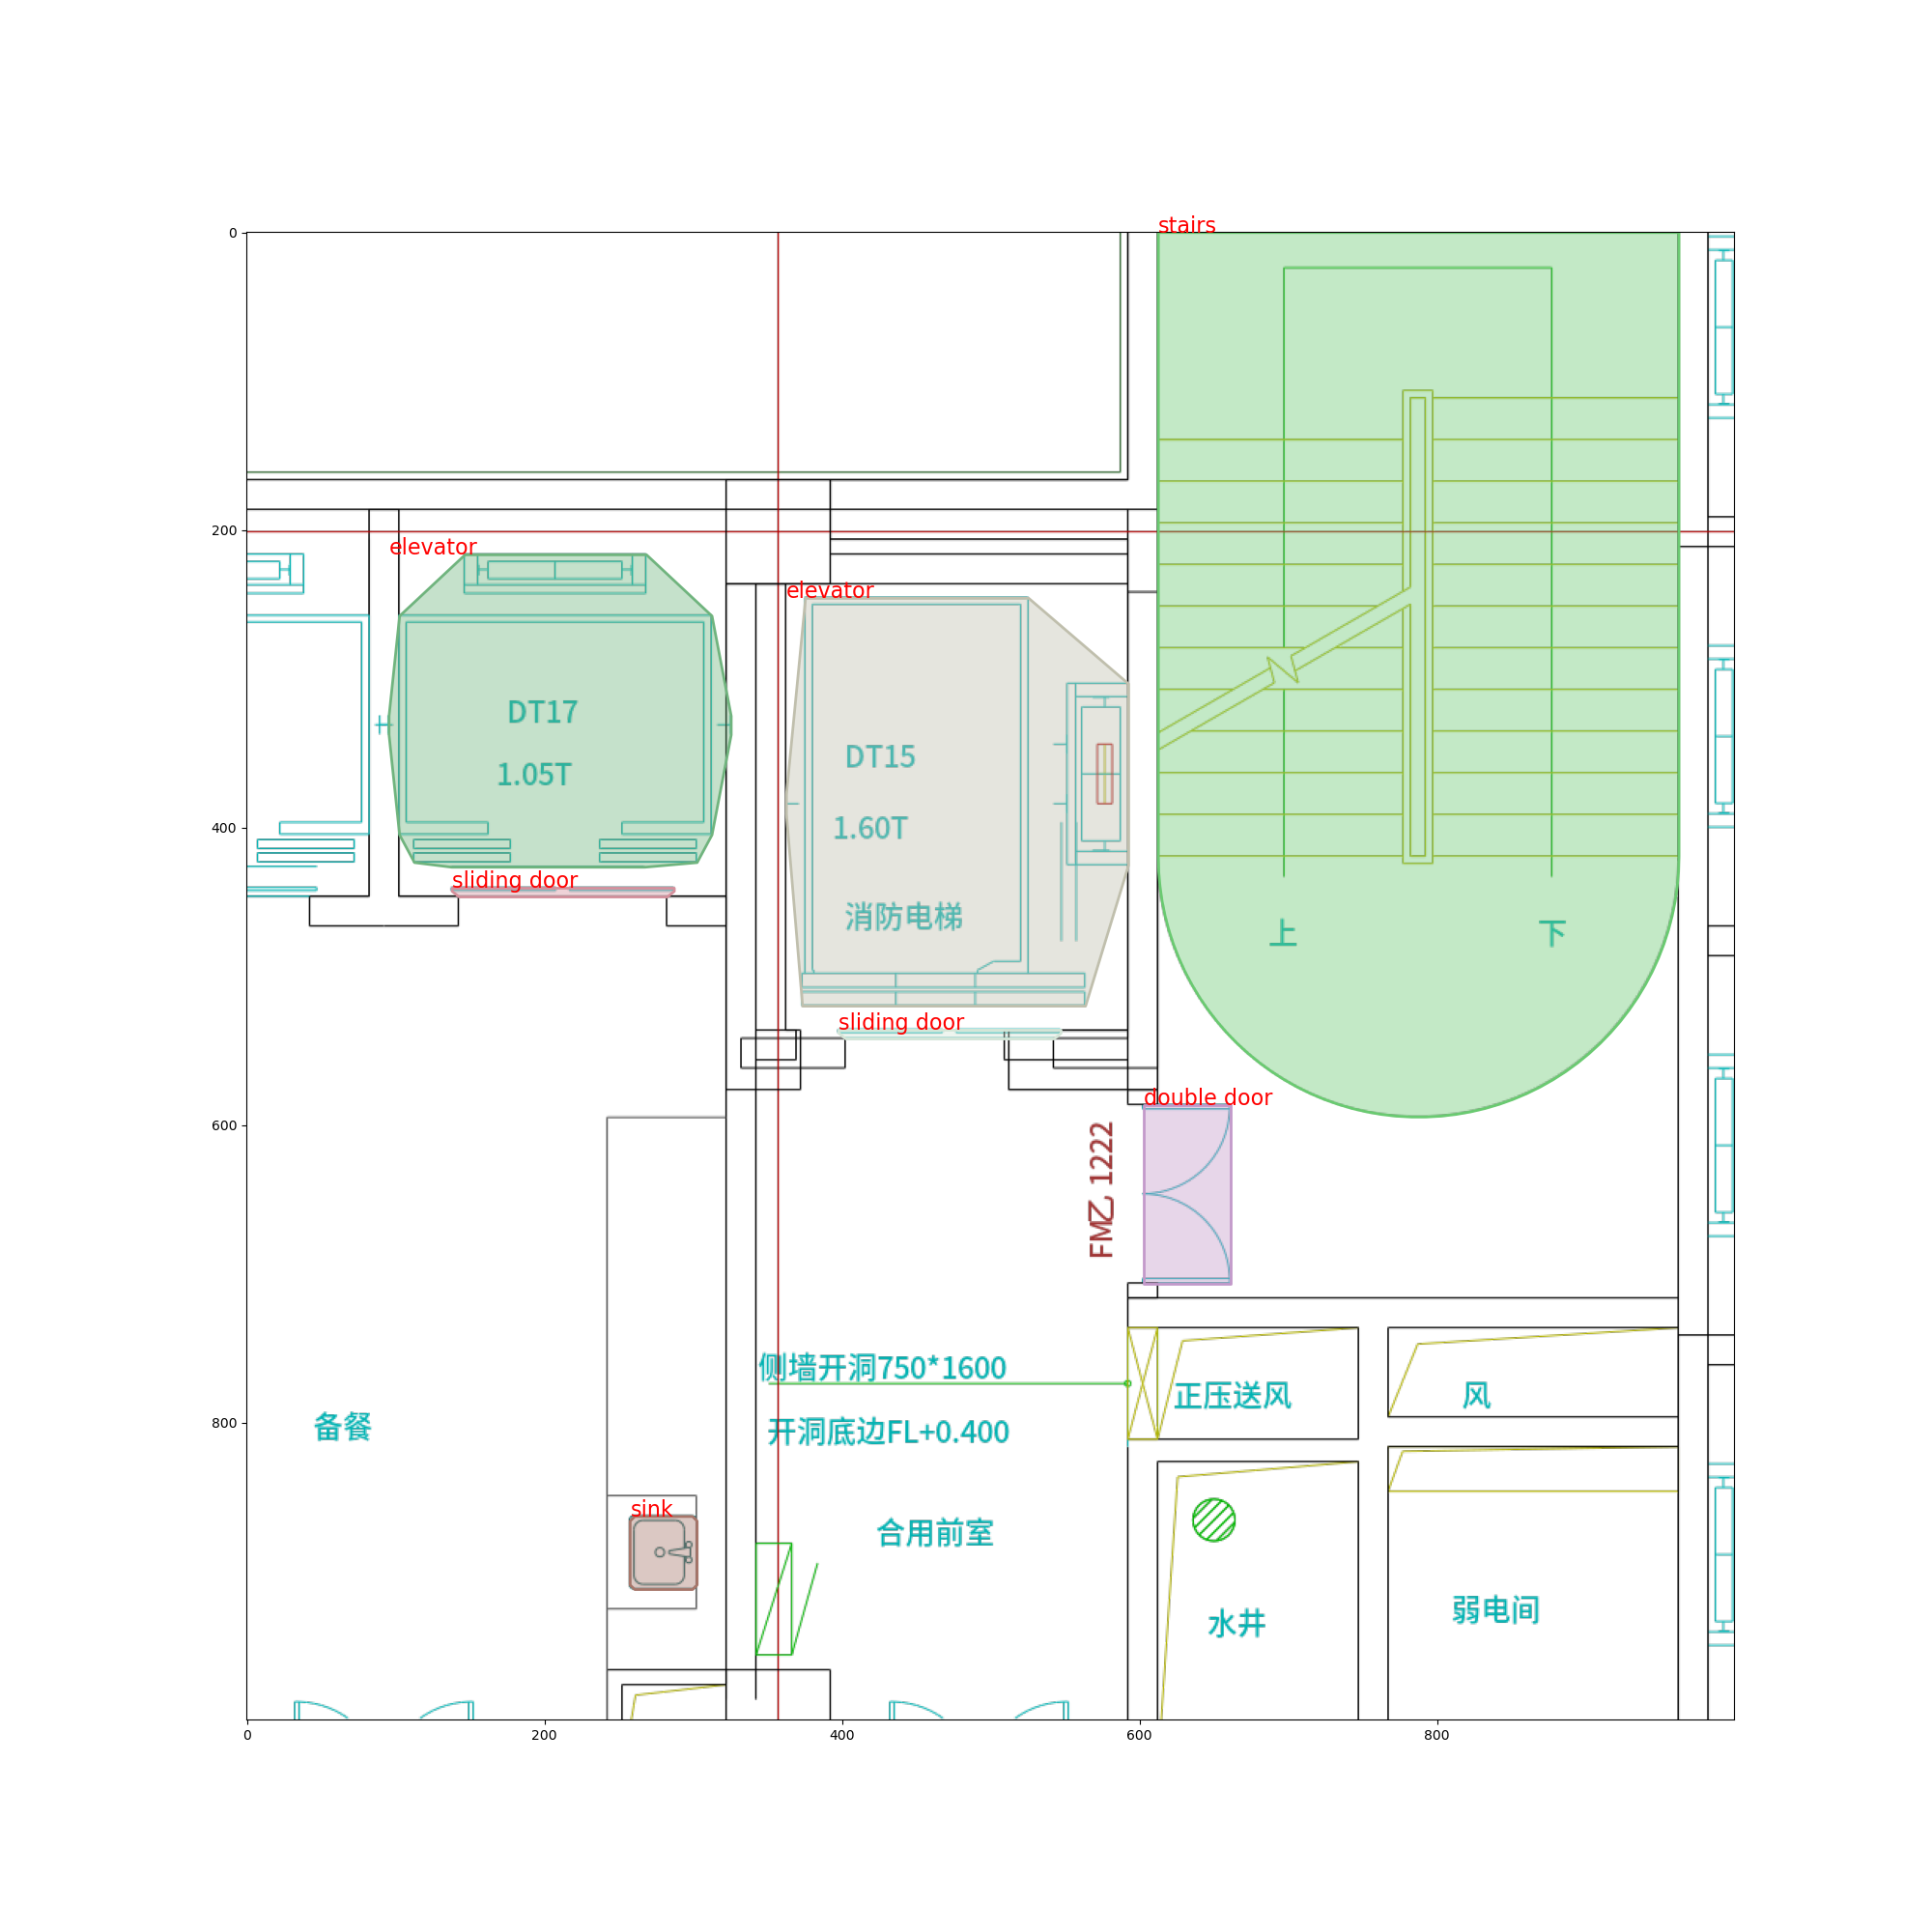 stairs
0
200
elevator
elevator
DT17
1.05T
DT15
1.60T
400
sliding door
消防电梯
上
下
sliding door
double door
600
FM乙 1222
侧墙开洞750*1600
开洞底边FL+0.400
正压送风
风
备餐
800
sink
合用前室
水井
弱电间
0
200
400
600
800